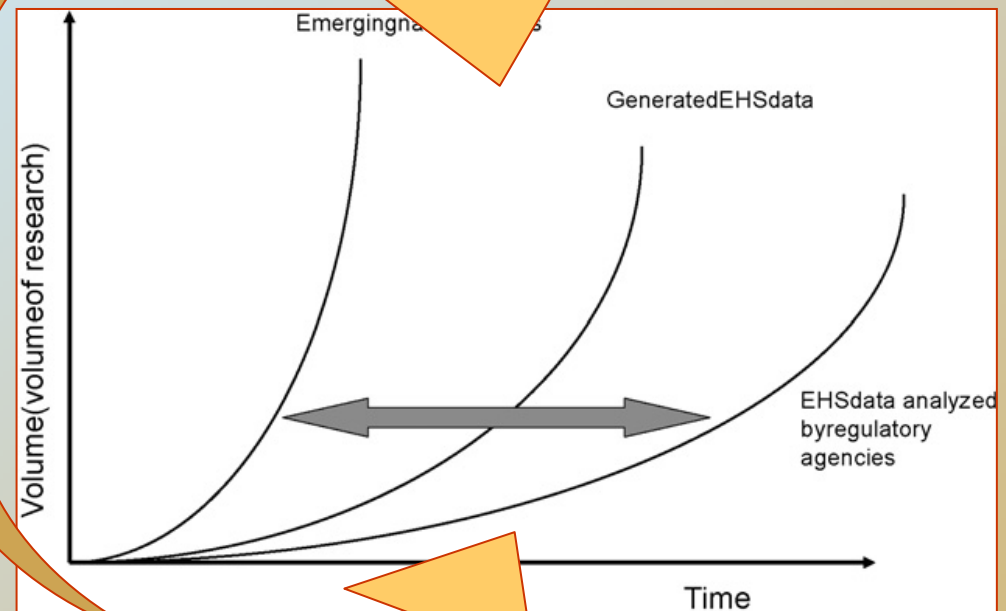 Emergingna
GeneratedEHSdata
Volume(volumeof research)
EHSdata analyzed
byregulatory
agencies
Time